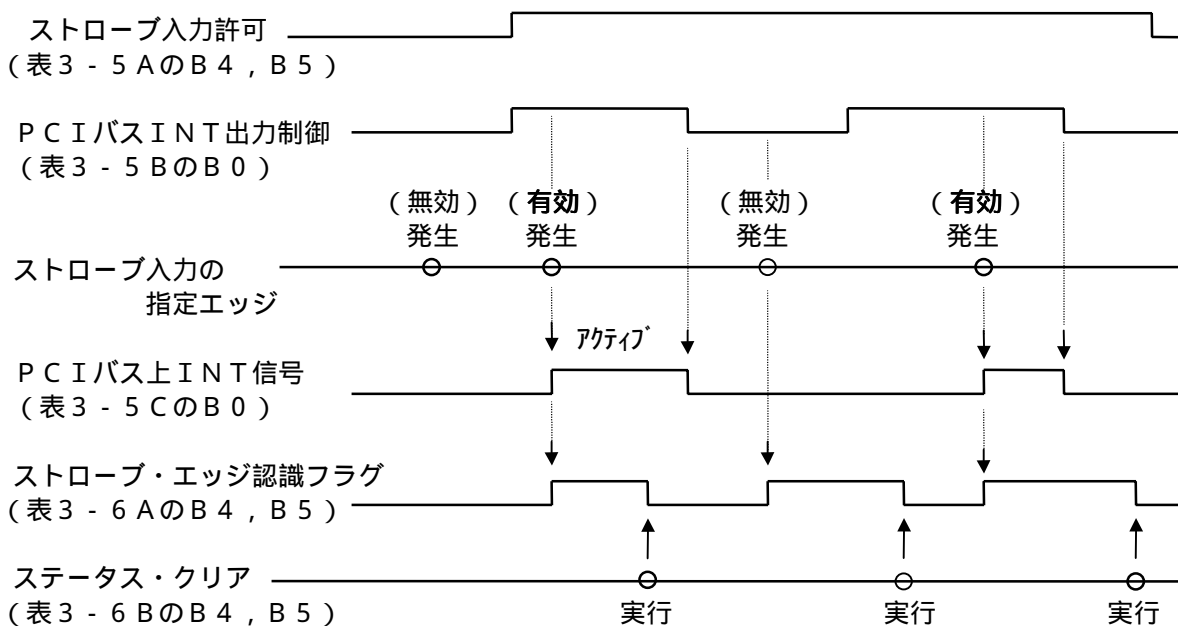 ストローブ入力許可
（表３-５ＡのＢ４，Ｂ５）
ＰＣＩバスＩＮＴ出力制御
（表３-５ＢのＢ０）
（無効）（有効）（無効）（有効）
発生 発生 発生 発生
ストローブ入力の
指定エッジ
ｱｸﾃｨﾌﾞ
ＰＣＩバス上ＩＮＴ信号
（表３-５ＣのＢ０）
ストローブ・エッジ認識フラグ
（表３-６ＡのＢ４，Ｂ５）
ステータス・クリア
（表３-６ＢのＢ４，Ｂ５）
実行 実行 実行